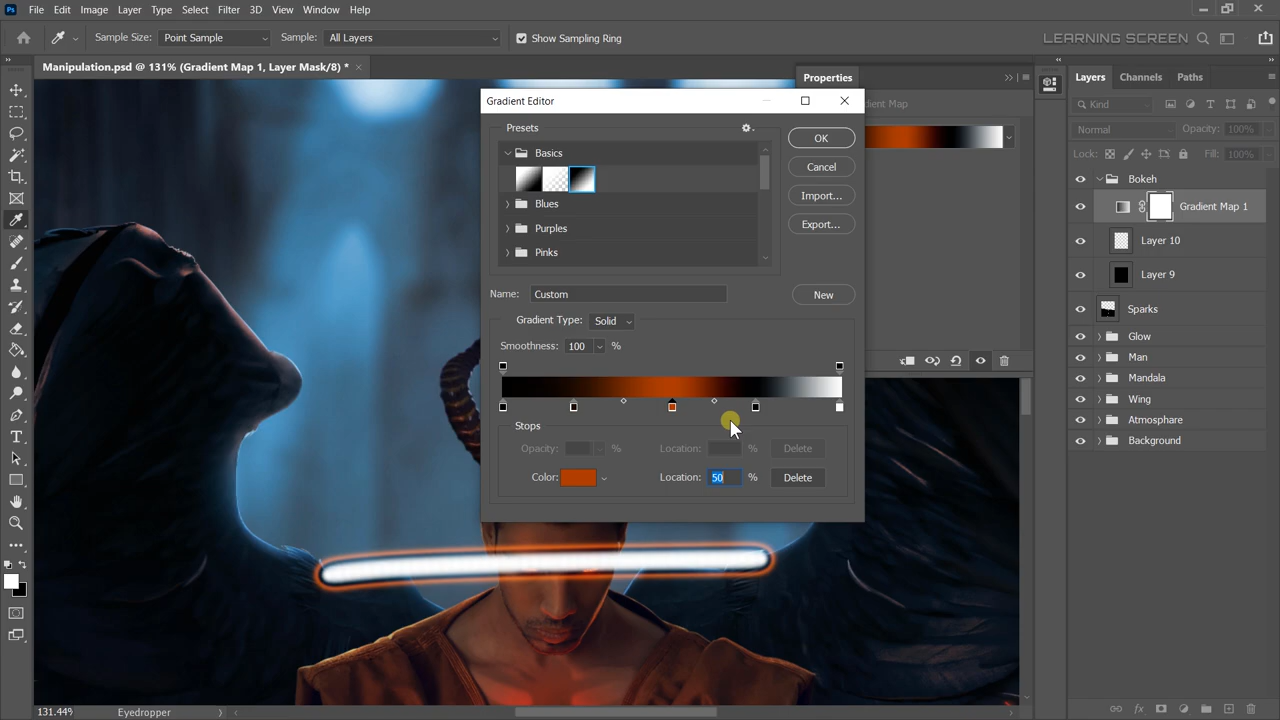 Ps File Edit Image Layer Type Select Filter 3D View Window Help
Sample Size: Point Sample Sample: All Layers Show Sampling Ring LEARNING SCREEN
Manipulation.psd @ 131% (Gradient Map 1, Layer Mask/8) *
Properties
Layers Channels Paths
Gradient Editor
Kind
Normal Opacity: 100%
Lock: Fill: 100%
dient Map
Presets
OK
Cancel
Import...
Export...
Basics
Blues
Purples
Pinks
Name: Custom New
Gradient Type: Solid
Smoothness: 100 %
Stops
Opacity: % Location: % Delete
Color: Location: 50 % Delete
Bokeh
Gradient Map 1
Layer 10
Layer 9
Sparks
Glow
Man
Mandala
Wing
Atmosphere
Background
131.44% Eyedropper